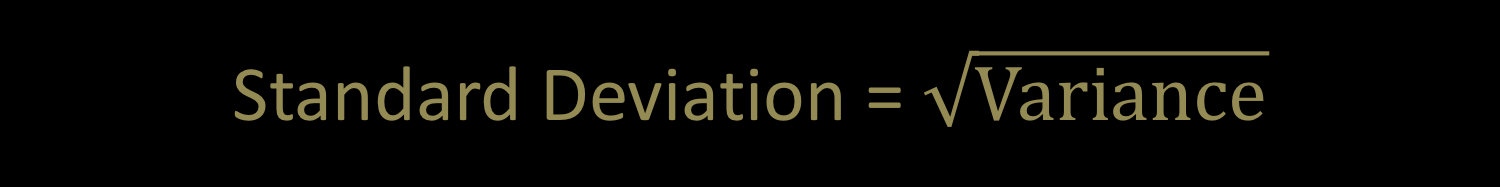 Standard Deviation = √Variance